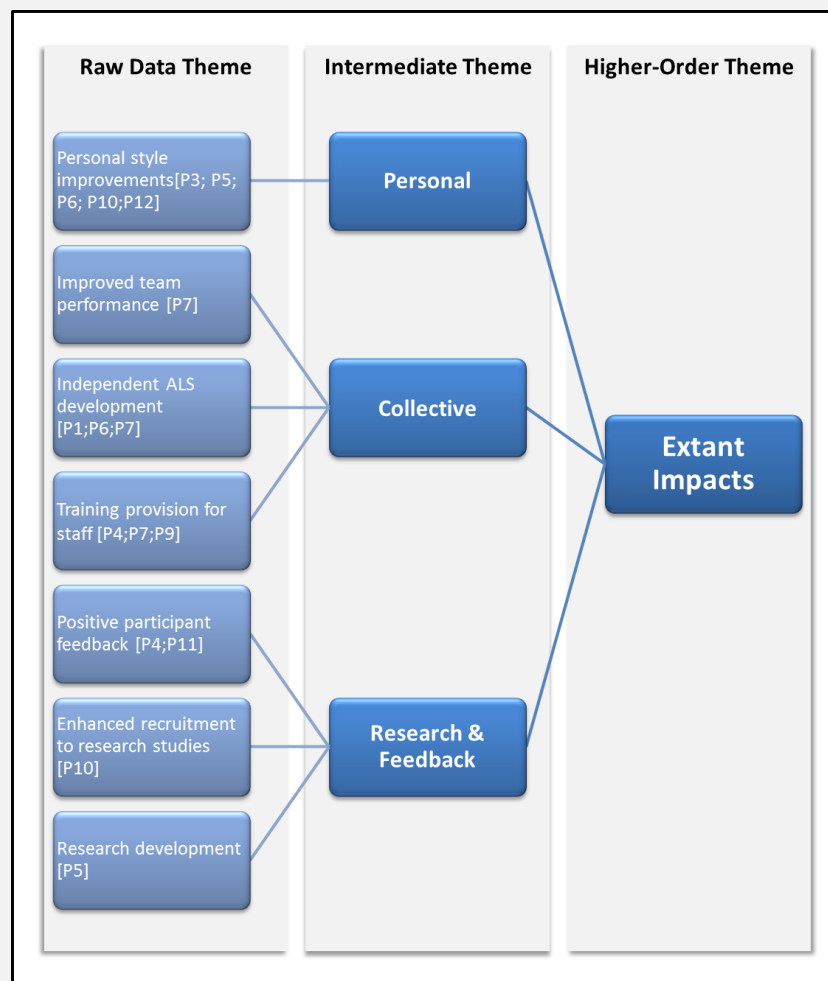 Raw Data Theme
Intermediate Theme
Higher-Order Theme
Personal style
improvements[P3; P5;
P6; P10;P12]
Personal
Improved team
performance [P7]
Independent ALS
development
[P1;P6;P7]
Collective
Training provision for
staff [P4;P7;P9]
Extant
Impacts
Positive participant
feedback [P4;P11]
Enhanced recruitment
to research studies
[P10]
Research &
Feedback
Research development
[P5]